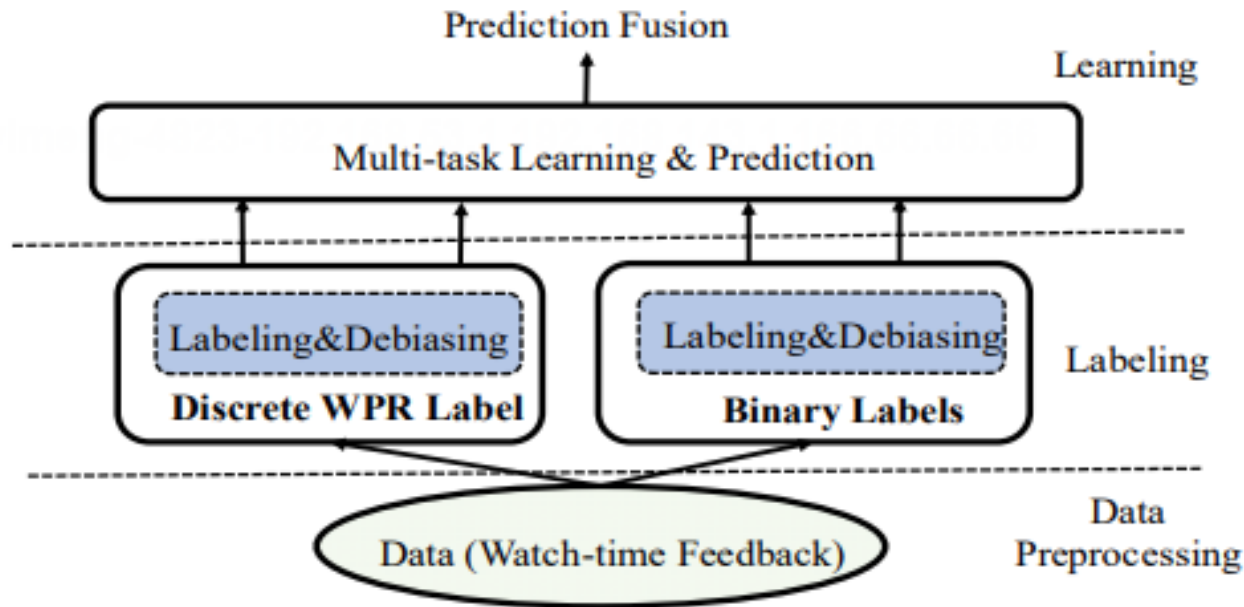 Prediction Fusion
Learning
Multi-task Learning & Prediction
Labeling&Debiasing
Labeling&Debiasing
Labeling
Discrete WPR Label
Binary Labels
Data (Watch-time Feedback)
Data
Preprocessing